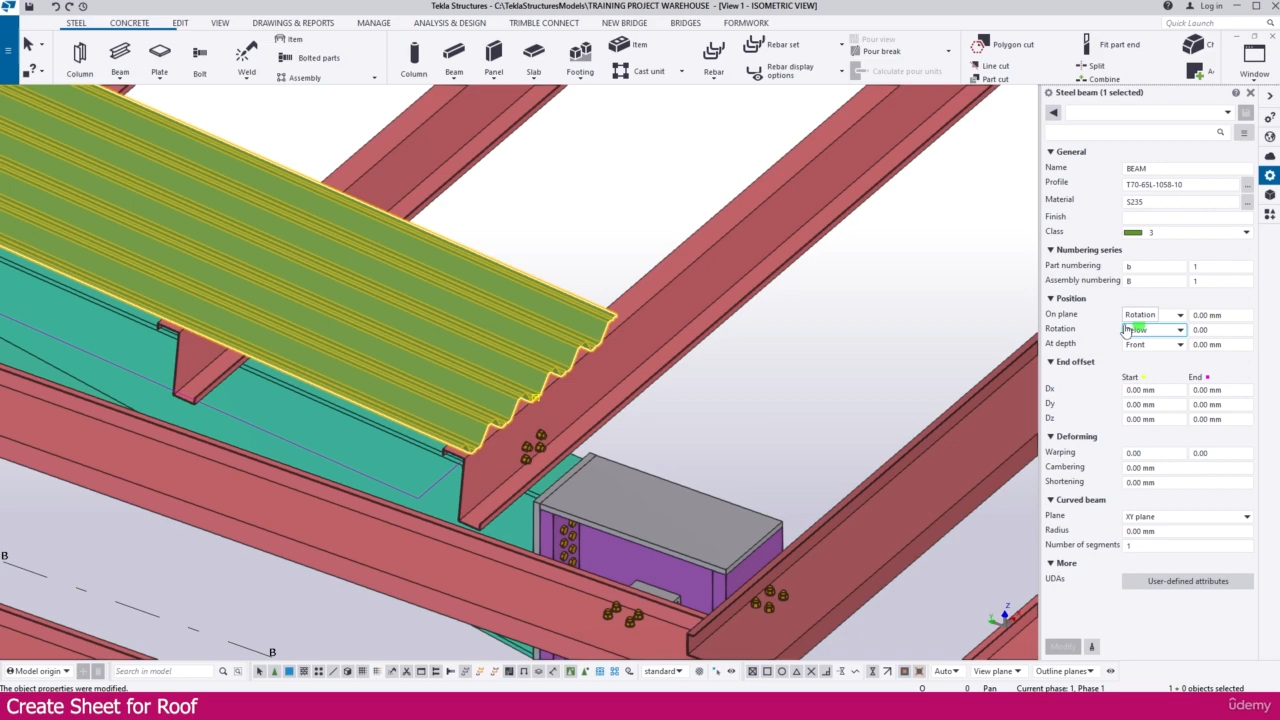 Tekla Structures - C:\TeklaStructuresModels\TRAINING PROJECT WAREHOUSE - [View 1 - ISOMETRIC VIEW]
Log in
STEEL CONCRETE EDIT VIEW DRAWINGS & REPORTS MANAGE ANALYSIS & DESIGN TRIMBLE CONNECT NEW BRIDGE BRIDGES FORMWORK
Quick Launch
Column Beam Plate Bolt Weld
Item
Bolted parts
Assembly
Column Beam Panel Slab Footing
Item
Cast unit
Rebar
Rebar set
Rebar display options
Pour view
Pour break
Calculate pour units
Polygon cut
Line cut
Part cut
Fit part end
Split
Combine
Window
Steel beam (1 selected)
General
Name BEAM
Profile T70-65L-1058-10
Material S235
Finish
Class 3
Numbering series
Part numbering b 1
Assembly numbering B 1
Position
On plane Rotation 0.00 mm
Rotation 0.00
At depth Front 0.00 mm
End offset
Start End
Dx 0.00 mm 0.00 mm
Dy 0.00 mm 0.00 mm
Dz 0.00 mm 0.00 mm
Deforming
Warping 0.00 0.00
Cambering 0.00 mm
Shortening 0.00 mm
Curved beam
Plane XY plane
Radius 0.00 mm
Number of segments 1
More
UDAs User-defined attributes
Modify
B
B
Z
Model origin Search in model standard Auto View plane Outline planes
The object properties were modified. O 0 Pan Current phase: 1, Phase 1 1 + 0 objects selected
Create Sheet for Roof
ûdemy